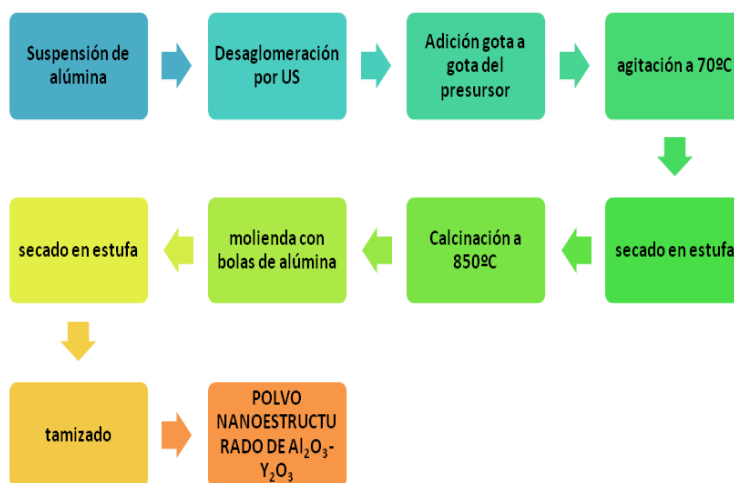 Suspensión de
alúmina
Desaglomeración
por US
Adición gota a
gota del
presursor
agitación a 70ºC
secado en estufa
molienda con
bolas de alúmina
Calcinación a
850ºC
secado en estufa
tamizado
POLVO
NANOESTRUCTU
RADO DE Al₂O₃-
Y₂O₃